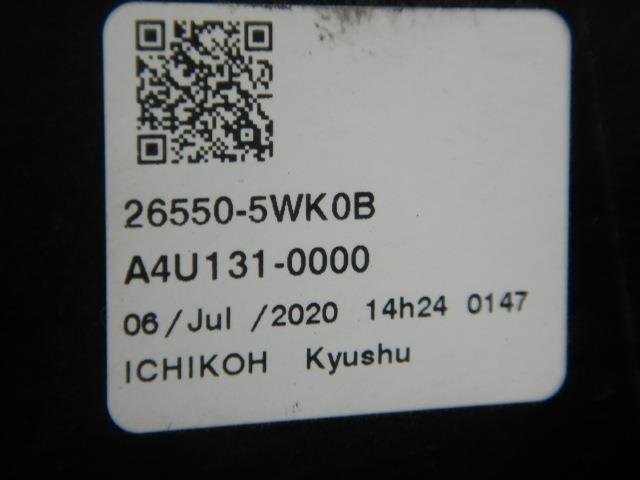 26550-5WK0B
A4U131-0000
06/Jul /2020 14h24 0147
ICHIKOH Kyushu